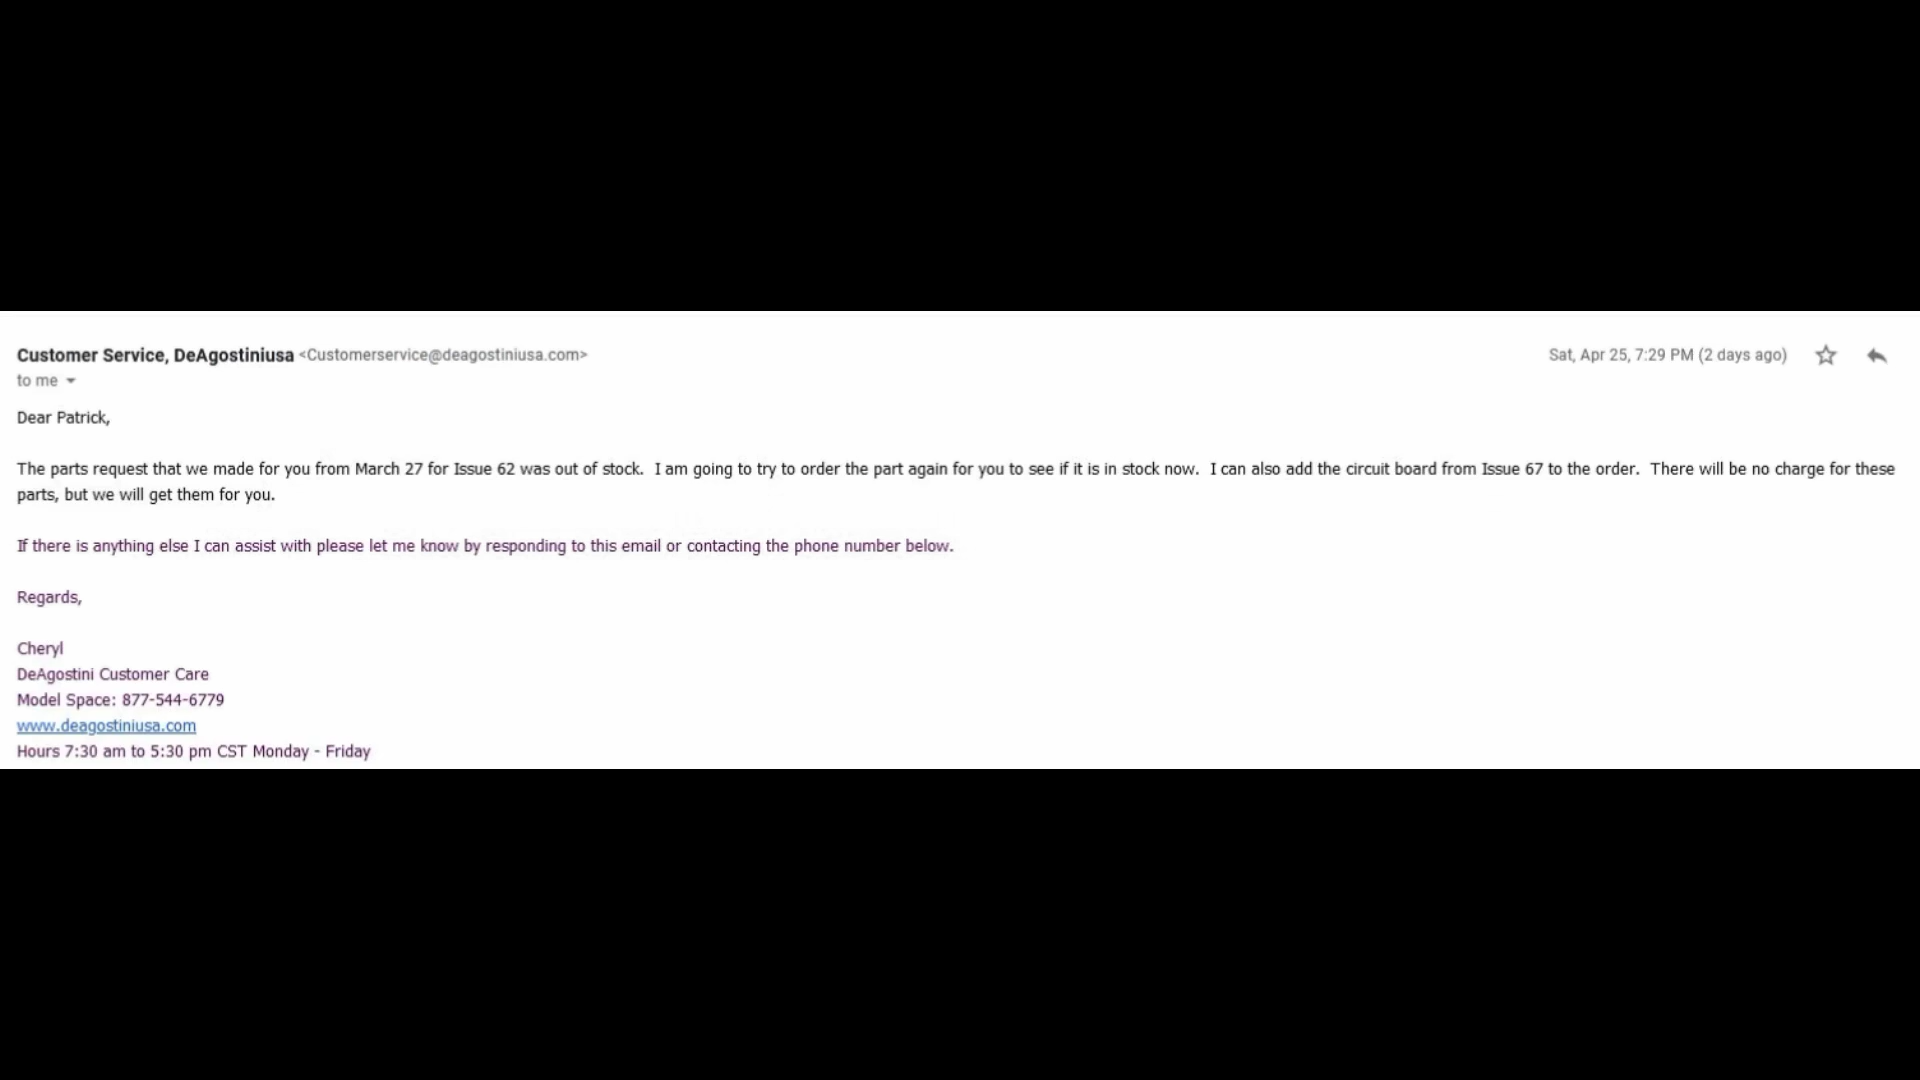 Customer Service, DeAgostiniusa <Customerservice@deagostiniusa.com> Sat, Apr 25, 7:29 PM (2 days ago)
to me
Dear Patrick,
The parts request that we made for you from March 27 for Issue 62 was out of stock.  I am going to try to order the part again for you to see if it is in stock now.  I can also add the circuit board from Issue 67 to the order.  There will be no charge for these
parts, but we will get them for you.
If there is anything else I can assist with please let me know by responding to this email or contacting the phone number below.
Regards,
Cheryl
DeAgostini Customer Care
Model Space: 877-544-6779
www.deagostiniusa.com
Hours 7:30 am to 5:30 pm CST Monday - Friday